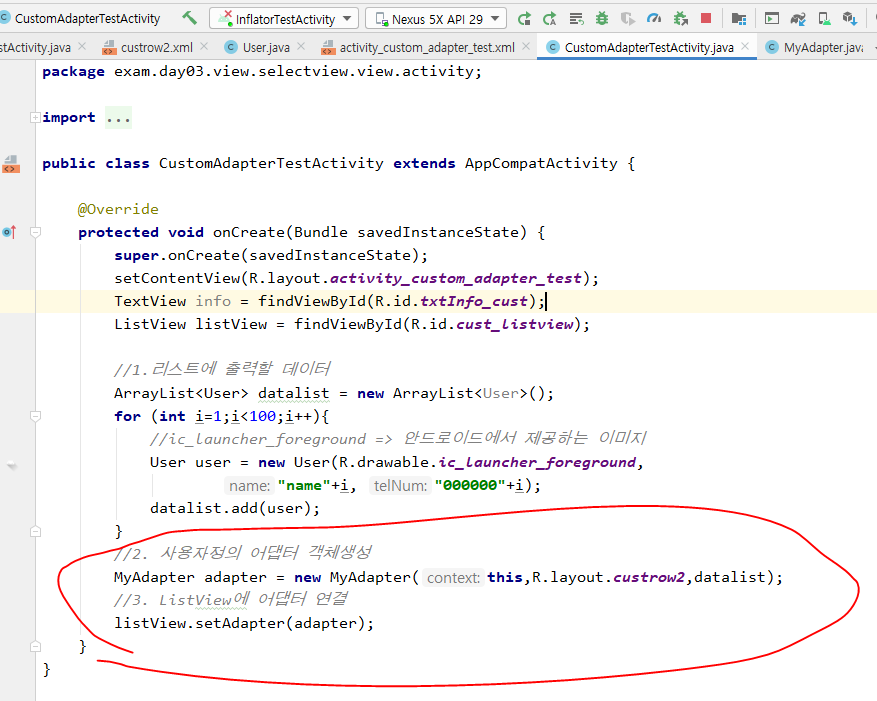 CustomAdapterTestActivity InflatorTestActivity Nexus 5X API 29
stActivity.java custrow2.xml User.java activity_custom_adapter_test.xml CustomAdapterTestActivity.java MyAdapter.java
package exam.day03.view.selectview.view.activity;
import ...
public class CustomAdapterTestActivity extends AppCompatActivity {
@Override
protected void onCreate(Bundle savedInstanceState) {
super.onCreate(savedInstanceState);
setContentView(R.layout.activity_custom_adapter_test);
TextView info = findViewById(R.id.txtInfo_cust);
ListView listView = findViewById(R.id.cust_listview);
//1.리스트에 출력할 데이터
ArrayList<User> datalist = new ArrayList<User>();
for (int i=1;i<100;i++){
//ic_launcher_foreground => 안드로이드에서 제공하는 이미지
User user = new User(R.drawable.ic_launcher_foreground,
name: "name"+i, telNum: "000000"+i);
datalist.add(user);
}
//2. 사용자정의 어댑터 객체생성
MyAdapter adapter = new MyAdapter( context: this,R.layout.custrow2,datalist);
//3. ListView에 어댑터 연결
listView.setAdapter(adapter);
}
}